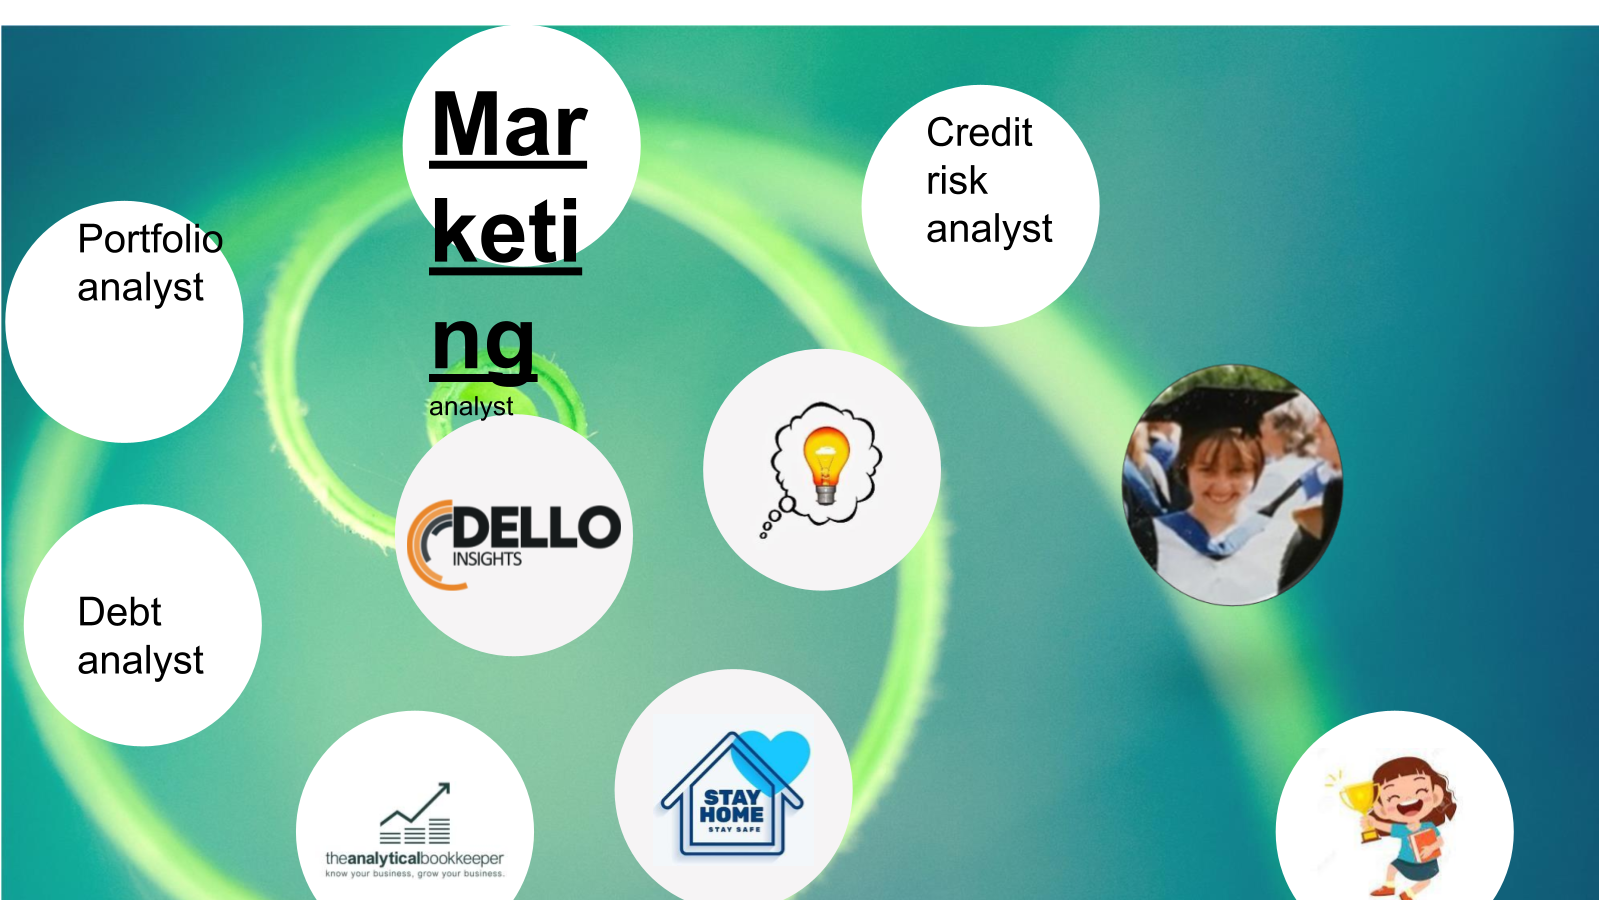 Mar
keti
ng
analyst
Credit
risk
analyst
Portfolio
analyst
DELLO
INSIGHTS
Debt
analyst
STAY
HOME
STAY SAFE
theanalyticalbookkeeper
know your business, grow your business.